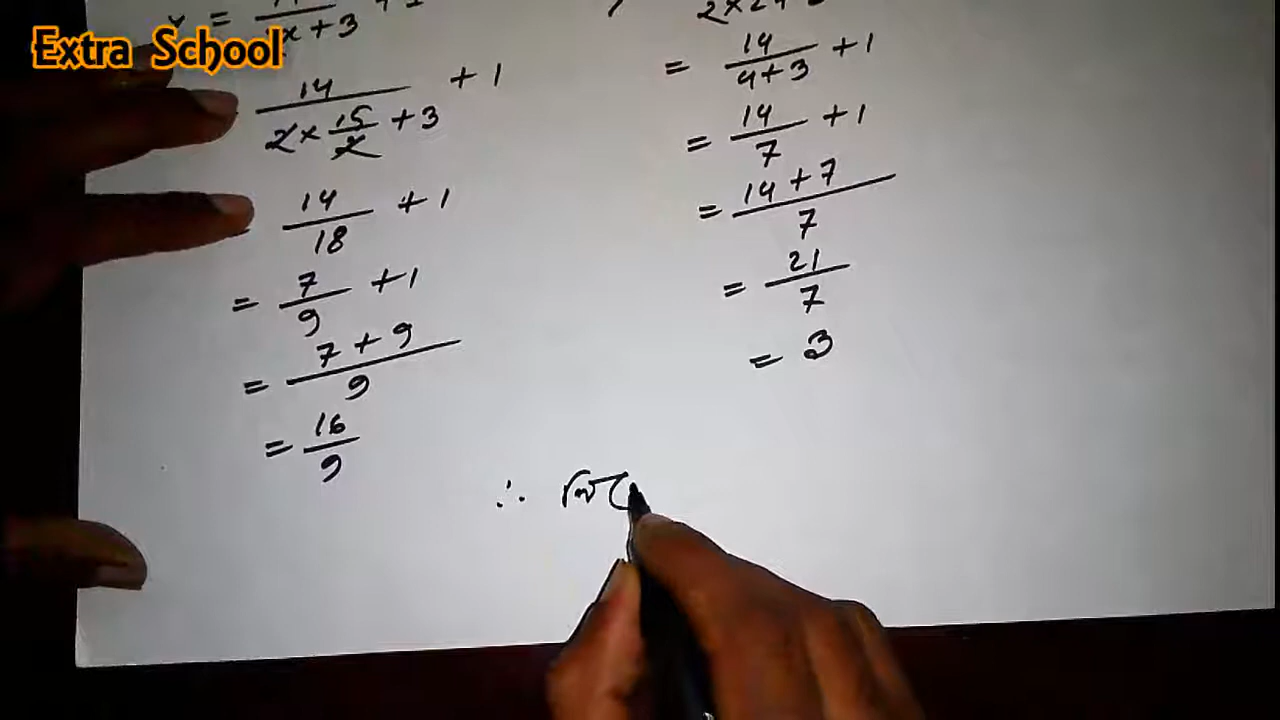 Extra School
= 14/(2 × 15/2 + 3) + 1
14/18 + 1
= 7/9 + 1
= (7 + 9)/9
= 16/9
= 14/(4 + 3) + 1
= 14/7 + 1
= (14 + 7)/7
= 21/7
= 3
∴